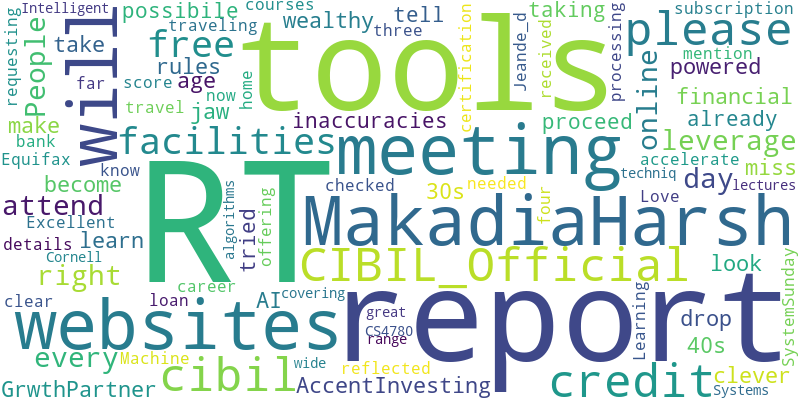 requesting
Intelligent
People
possibile
courses
traveling
wealthy
tell
three
taking
subscription
will
take
free
rules
tools
Jeande_d
certification
received
processing
please
mention
powered
far
score
age
travel
home
now
jaw
inaccuracies
proceed
online
financial
already
make
bank
Equifax
know
facilities
meeting
leverage
accelerate
become
RT
algorithms
tried
offering
checked
30s
needed
four
day
miss
techniq
lectures
attend
Excellent
learn
MakadiaHarsh
Love
details
Cornell
right
career
CIBIL_Official
look
clear
loan
AI
covering
websites
great
CS4780
range
report
Learning
drop
SystemSunday
every
Machine
wide
reflected
40s
GrwthPartner
cibil
AccentInvesting
credit
clever
Systems